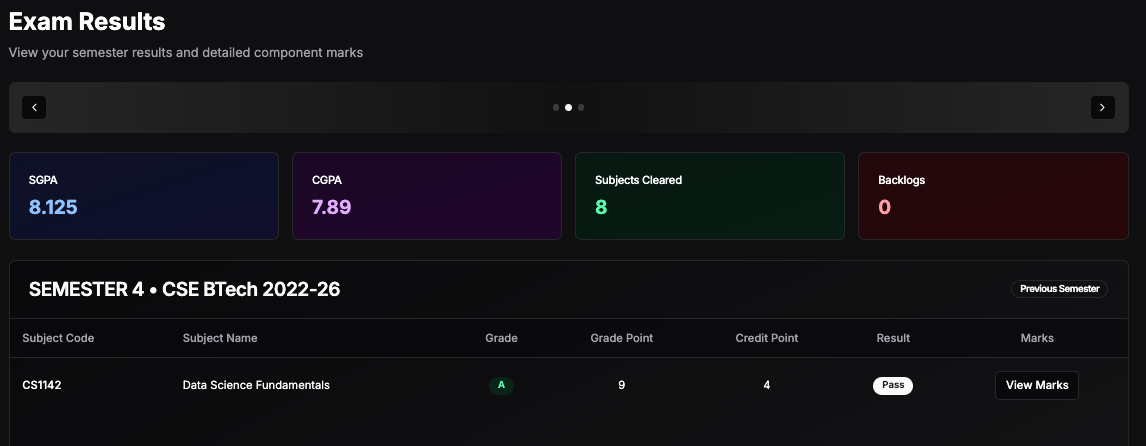 Exam Results
View your semester results and detailed component marks
SGPA CGPA Subjects Cleared Backlogs
8.125 7.89 8 0
SEMESTER 4 • CSE BTech 2022-26 Previous Semester
Subject Code Subject Name Grade Grade Point Credit Point Result Marks
CS1142 Data Science Fundamentals A 9 4 Pass View Marks